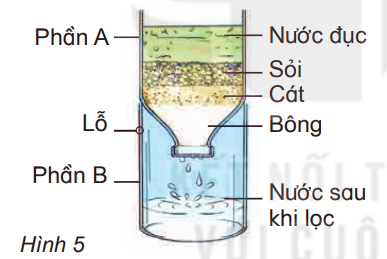 Phần A
Nước đục
Sỏi
Cát
Lỗ
Bông
Phần B
Nước sau
khi lọc
Hình 5